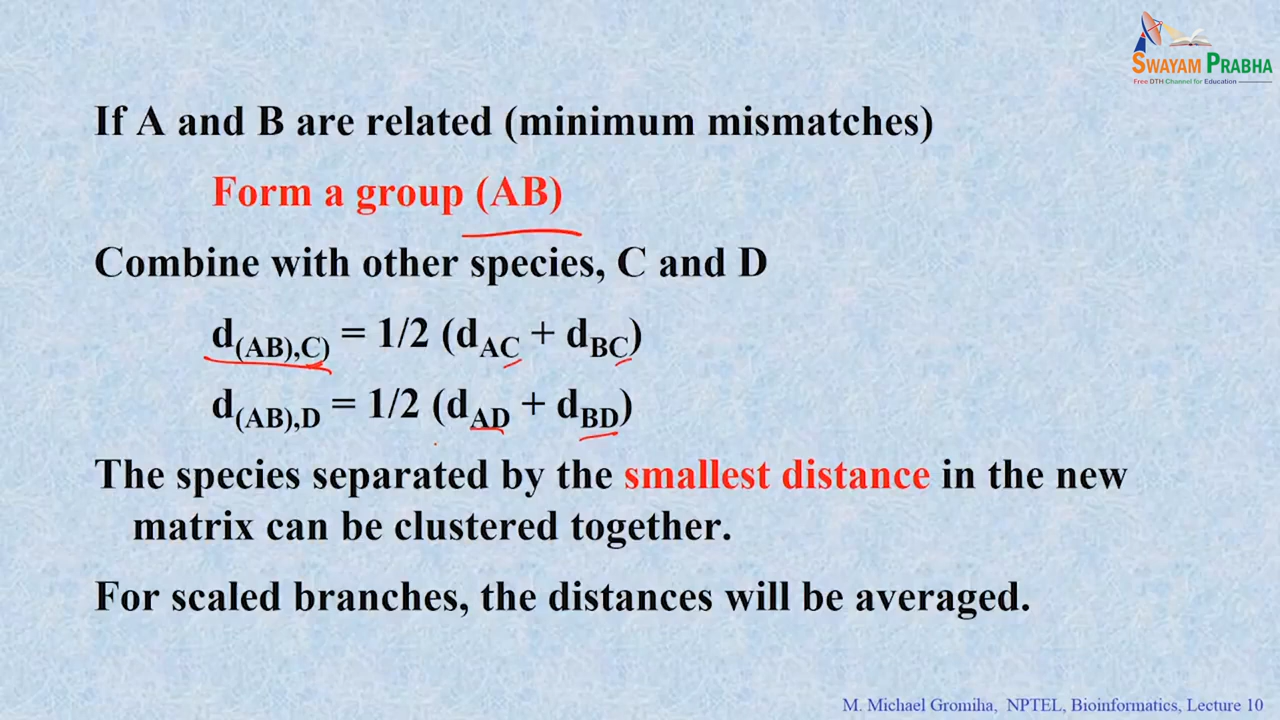 SWAYAM PRABHA
Free DTH Channel for Education
If A and B are related (minimum mismatches)
Form a group (AB)
Combine with other species, C and D
d(AB),C) = 1/2 (dAC + dBC)
d(AB),D = 1/2 (dAD + dBD)
The species separated by the smallest distance in the new
matrix can be clustered together.
For scaled branches, the distances will be averaged.
M. Michael Gromiha, NPTEL, Bioinformatics, Lecture 10